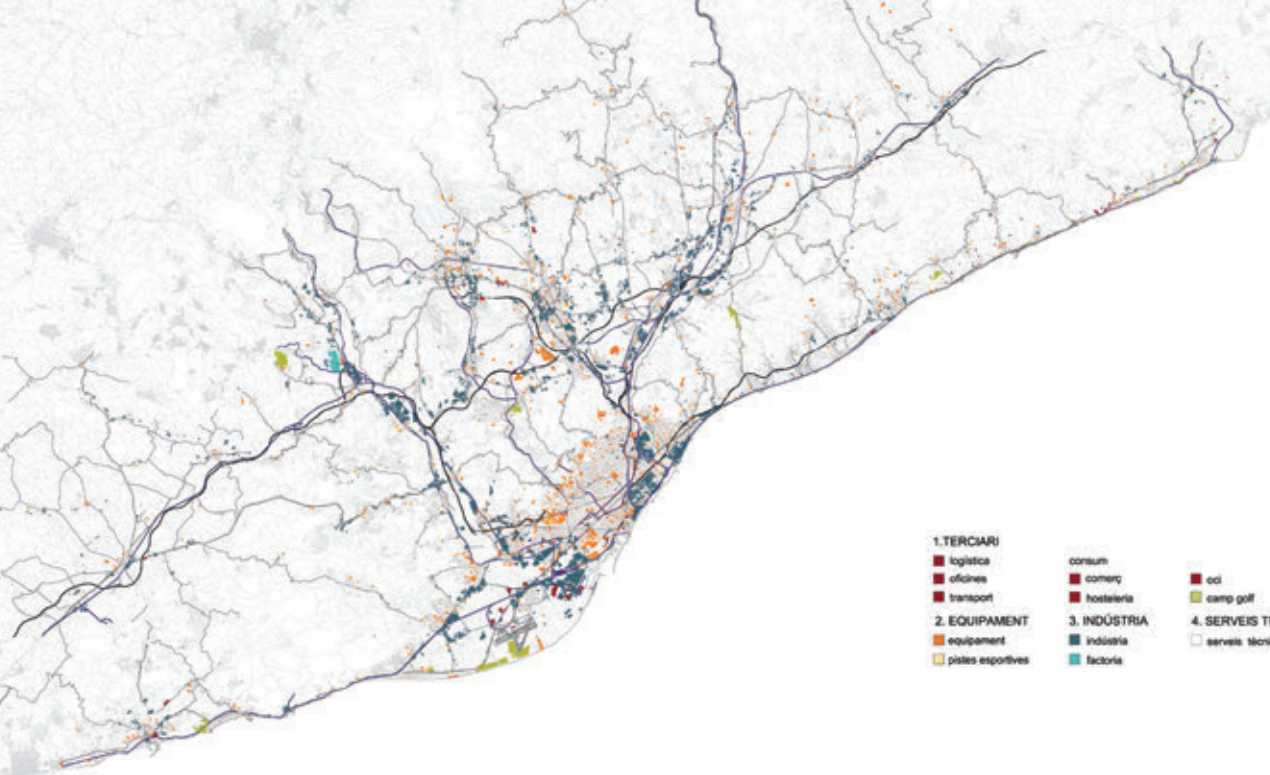 1.TERCIARI
logística
oficines
transport
consum
comerç
hosteleria
oci
camp golf
2. EQUIPAMENT
equipament
pistes esportives
3. INDÚSTRIA
indústria
factoria
4. SERVEIS
serveis